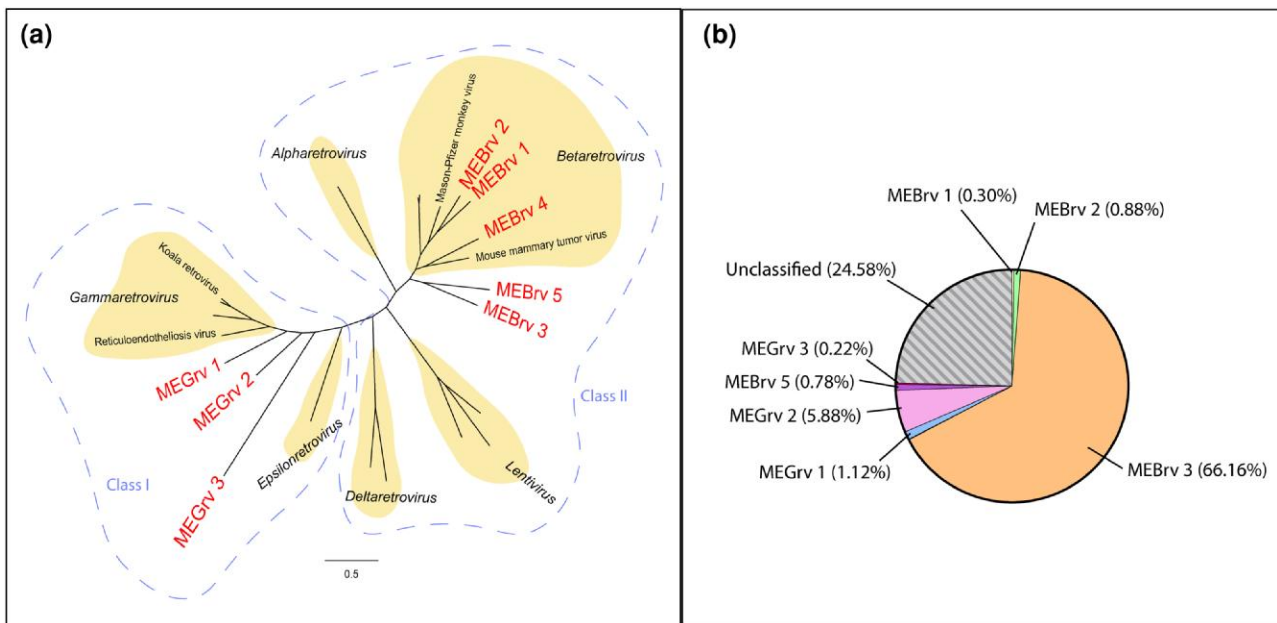 (a)
Alpharetrovirus
Mason-Pfizer monkey virus
MEBrv 2
MEBrv 1
Betaretrovirus
MEBrv 4
Mouse mammary tumor virus
Koala retrovirus
Gammaretrovirus
Reticuloendotheliosis virus
MEBrv 5
MEBrv 3
MEGrv 1
MEGrv 2
Class II
Epsilonretrovirus
Lentivirus
Class I
MEGrv 3
Deltaretrovirus
0.5
(b)
MEBrv 1 (0.30%)
MEBrv 2 (0.88%)
Unclassified (24.58%)
MEGrv 3 (0.22%)
MEBrv 5 (0.78%)
MEGrv 2 (5.88%)
MEGrv 1 (1.12%)
MEBrv 3 (66.16%)